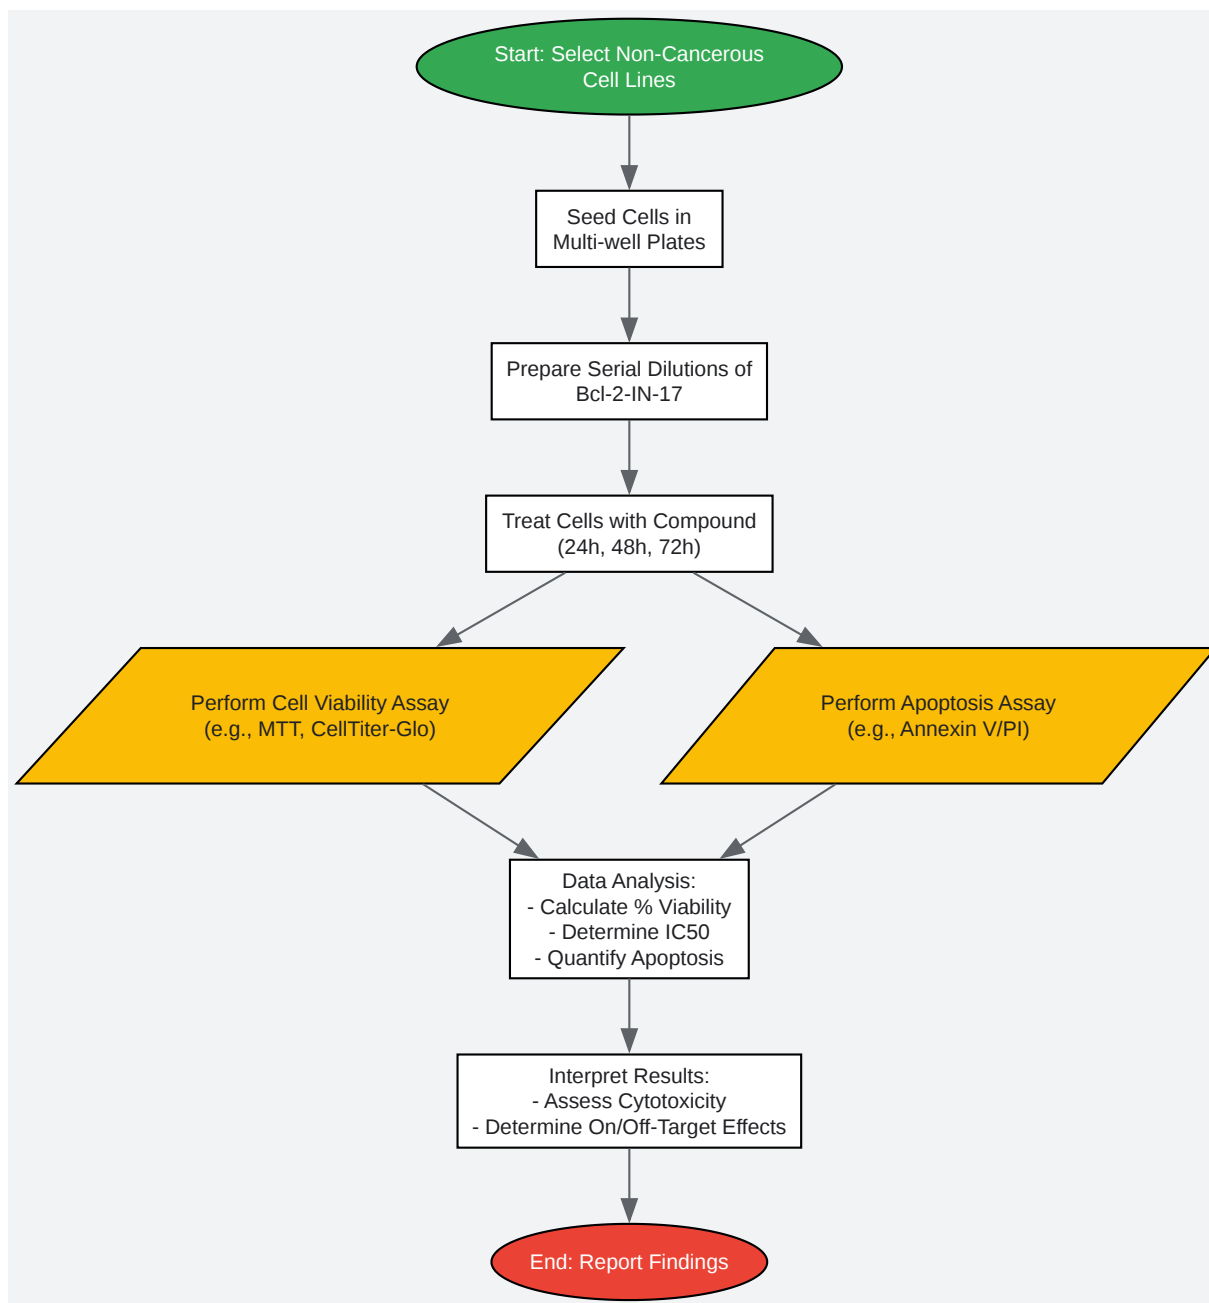 Start: Select Non-Cancerous
Cell Lines
Seed Cells in
Multi-well Plates
Prepare Serial Dilutions of
Bcl-2-IN-17
Treat Cells with Compound
(24h, 48h, 72h)
Perform Cell Viability Assay
(e.g., MTT, CellTiter-Glo)
Perform Apoptosis Assay
(e.g., Annexin V/PI)
Data Analysis:
- Calculate % Viability
- Determine IC50
- Quantify Apoptosis
Interpret Results:
- Assess Cytotoxicity
- Determine On/Off-Target Effects
End: Report Findings